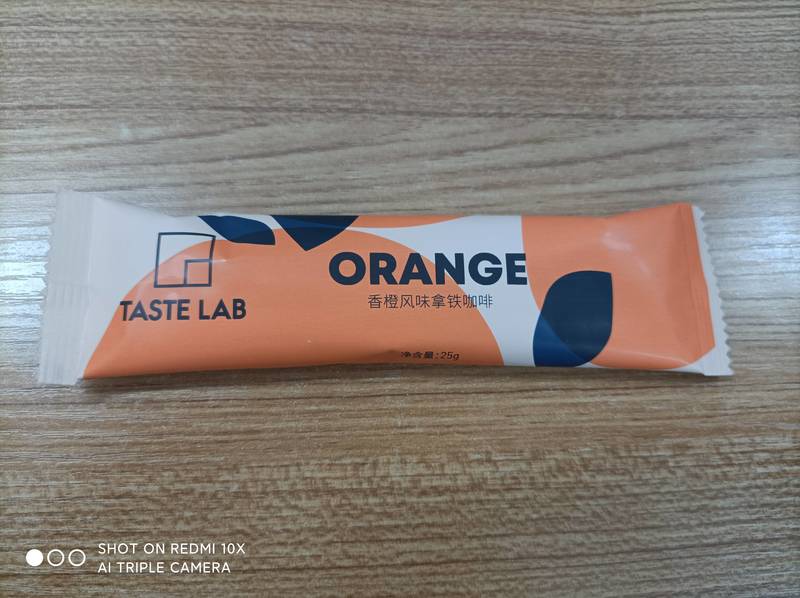 TASTE LAB
ORANGE
香橙风味拿铁咖啡
净含量:25g
SHOT ON REDMI 10X
AI TRIPLE CAMERA